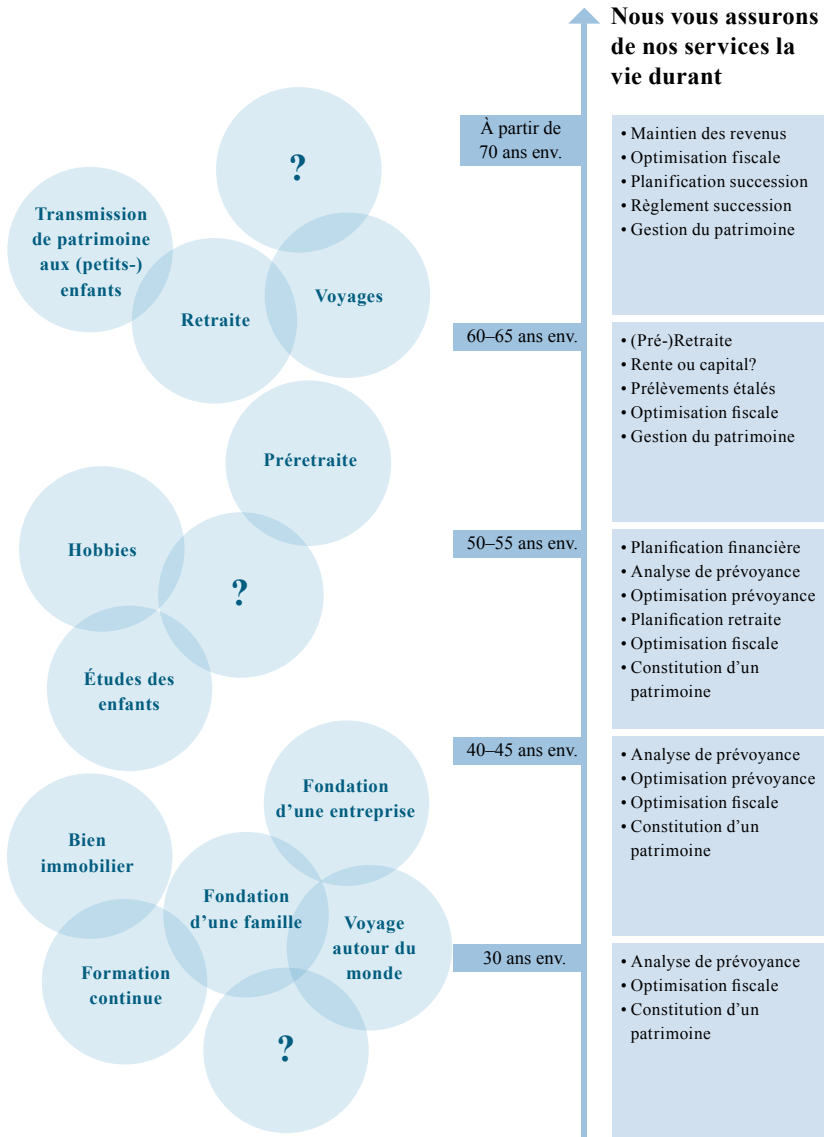 Nous vous assurons
de nos services la
vie durant
?
Transmission
de patrimoine
aux (petits-)
enfants
Voyages
Retraite
Préretraite
Hobbies
?
Études des
enfants
Fondation
d’une entreprise
Bien
immobilier
Fondation
d’une famille
Voyage
autour du
monde
Formation
continue
?
À partir de
70 ans env.
• Maintien des revenus
• Optimisation fiscale
• Planification succession
• Règlement succession
• Gestion du patrimoine
60–65 ans env.
• (Pré-)Retraite
• Rente ou capital?
• Prélèvements étalés
• Optimisation fiscale
• Gestion du patrimoine
50–55 ans env.
• Planification financière
• Analyse de prévoyance
• Optimisation prévoyance
• Planification retraite
• Optimisation fiscale
• Constitution d’un
patrimoine
40–45 ans env.
• Analyse de prévoyance
• Optimisation prévoyance
• Optimisation fiscale
• Constitution d’un
patrimoine
30 ans env.
• Analyse de prévoyance
• Optimisation fiscale
• Constitution d’un
patrimoine